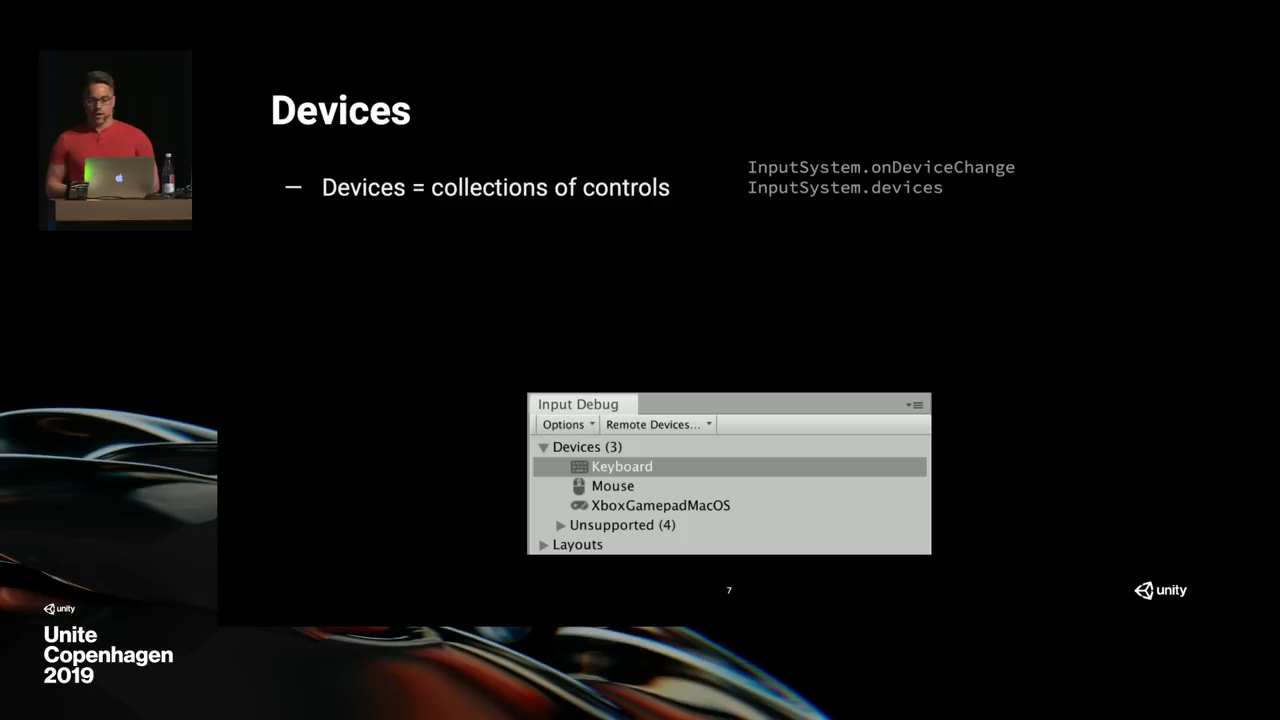 Devices
— Devices = collections of controls
InputSystem.onDeviceChange
InputSystem.devices
Input Debug
Options
Remote Devices...
Devices (3)
Keyboard
Mouse
XboxGamepadMacOS
Unsupported (4)
Layouts
7
unity
unity
Unite
Copenhagen
2019